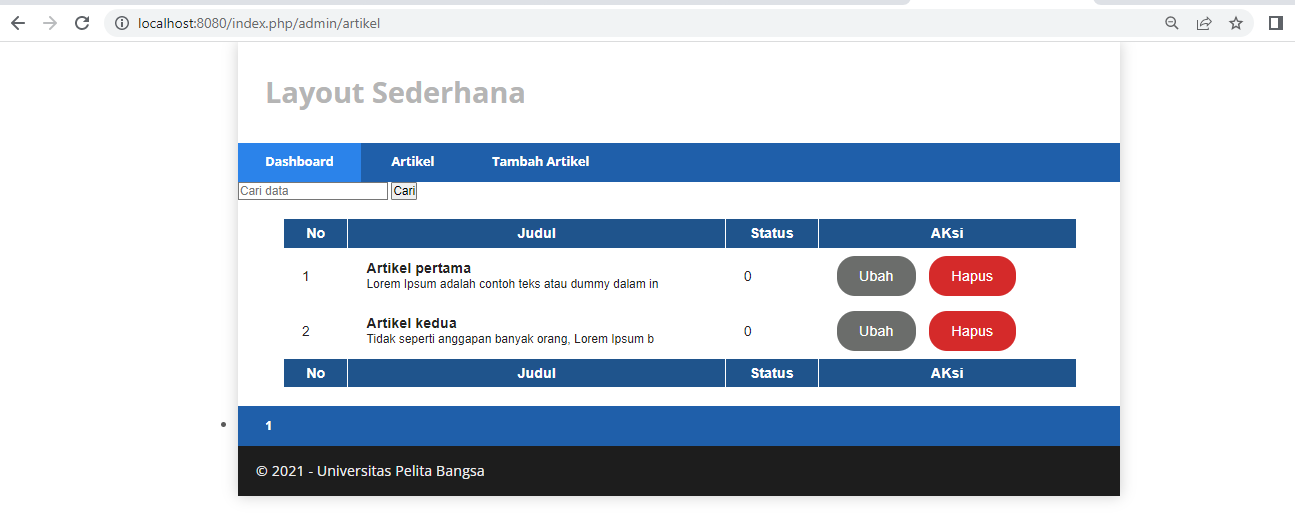 localhost:8080/index.php/admin/artikel
Layout Sederhana
Dashboard Artikel Tambah Artikel
Cari data Cari
No Judul Status AKsi
1 Artikel pertama 0 Ubah Hapus
Lorem Ipsum adalah contoh teks atau dummy dalam in
2 Artikel kedua 0 Ubah Hapus
Tidak seperti anggapan banyak orang, Lorem Ipsum b
No Judul Status AKsi
1
© 2021 - Universitas Pelita Bangsa